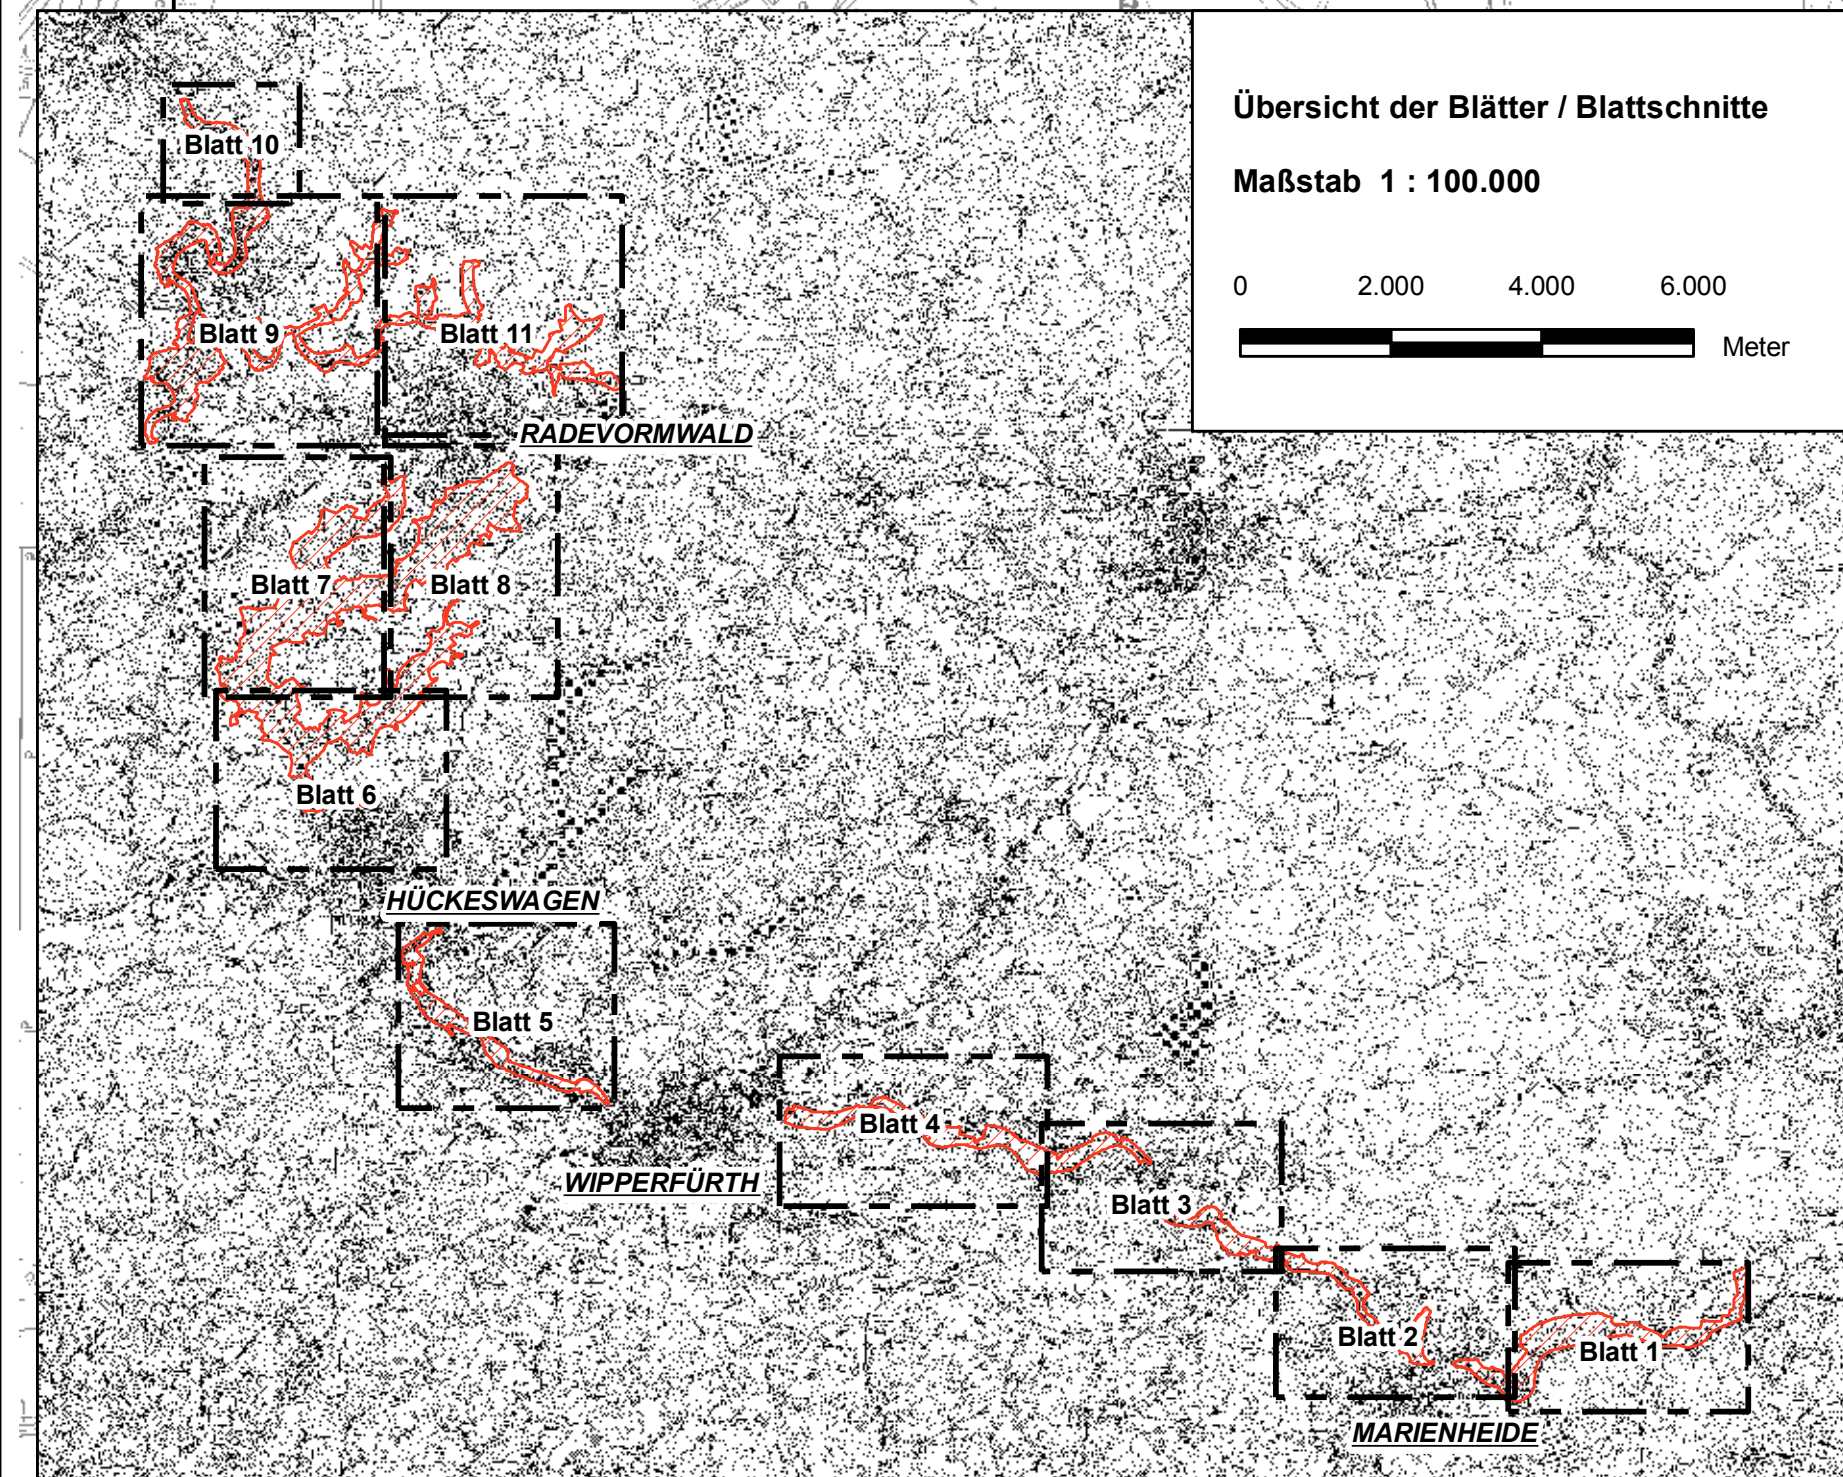 Übersicht der Blätter / Blattschnitte
Maßstab 1 : 100.000
0 2.000 4.000 6.000
Meter
Blatt 10
Blatt 9
Blatt 11
RADEVORMWALD
Blatt 7
Blatt 8
Blatt 6
HÜCKESWAGEN
Blatt 5
Blatt 4
WIPPERFÜRTH
Blatt 3
Blatt 2
Blatt 1
MARIENHEIDE